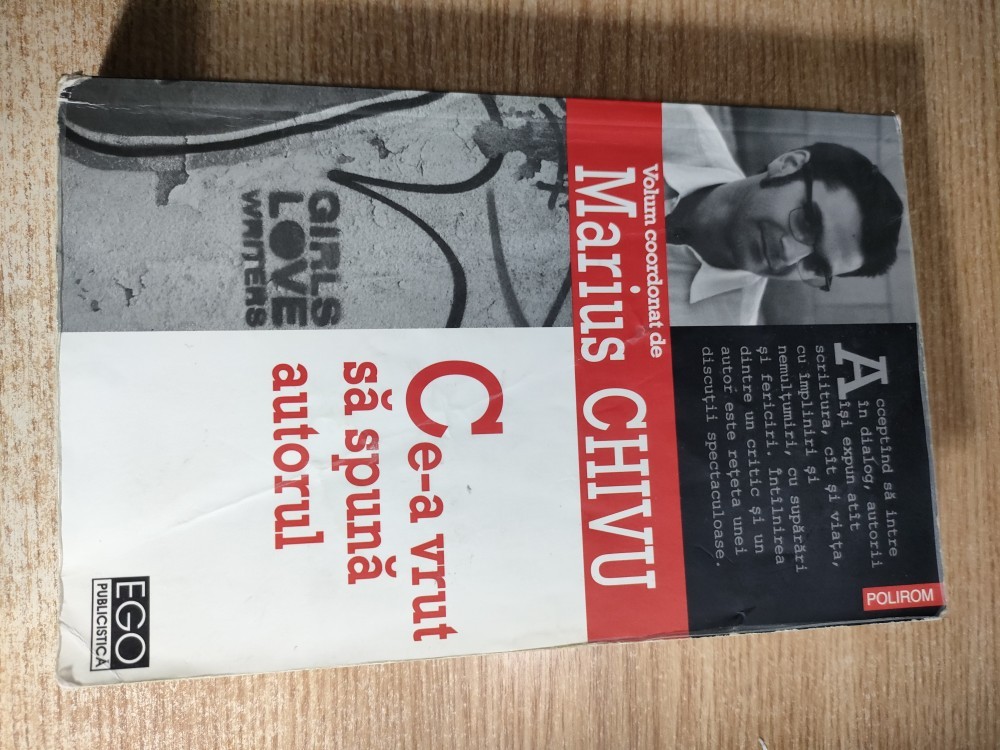 POLIROM
Acceptînd să intre
în dialog, autorii
își expun atît
scriitura, cît și viața,
cu împliniri și
nemulțumiri, cu supărări
și fericiri. Întîlnirea
dintre un critic și un
autor este rețeta unei
discuții spectaculoase.
Volum coordonat de
Marius CHIVU
GIRLS
LOVE
WRITERS
Ce-a vrut
să spună
autorul
EGO
PUBLICISTICĂ